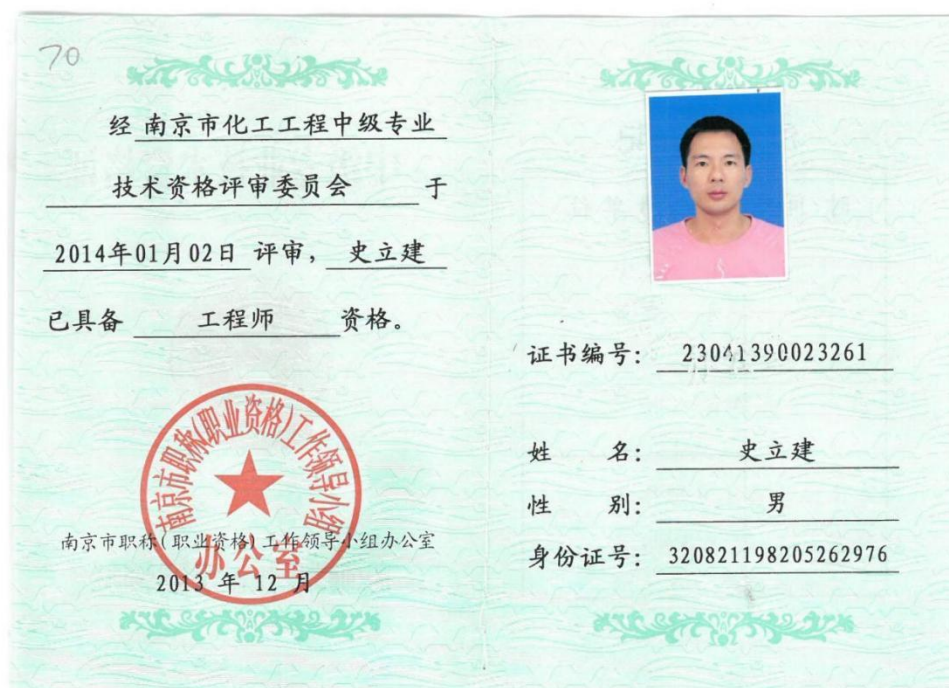 70
经 南京市化工工程中级专业
技术资格评审委员会 于
2014年01月02日 评审， 史立建
已具备 工程师 资格。
南京市职称(职业资格)工作领导小组
办公室
南京市职称(职业资格)工作领导小组办公室
2013 年 12 月
证书编号： 23041390023261
姓 名： 史立建
性 别： 男
身份证号： 320821198205262976